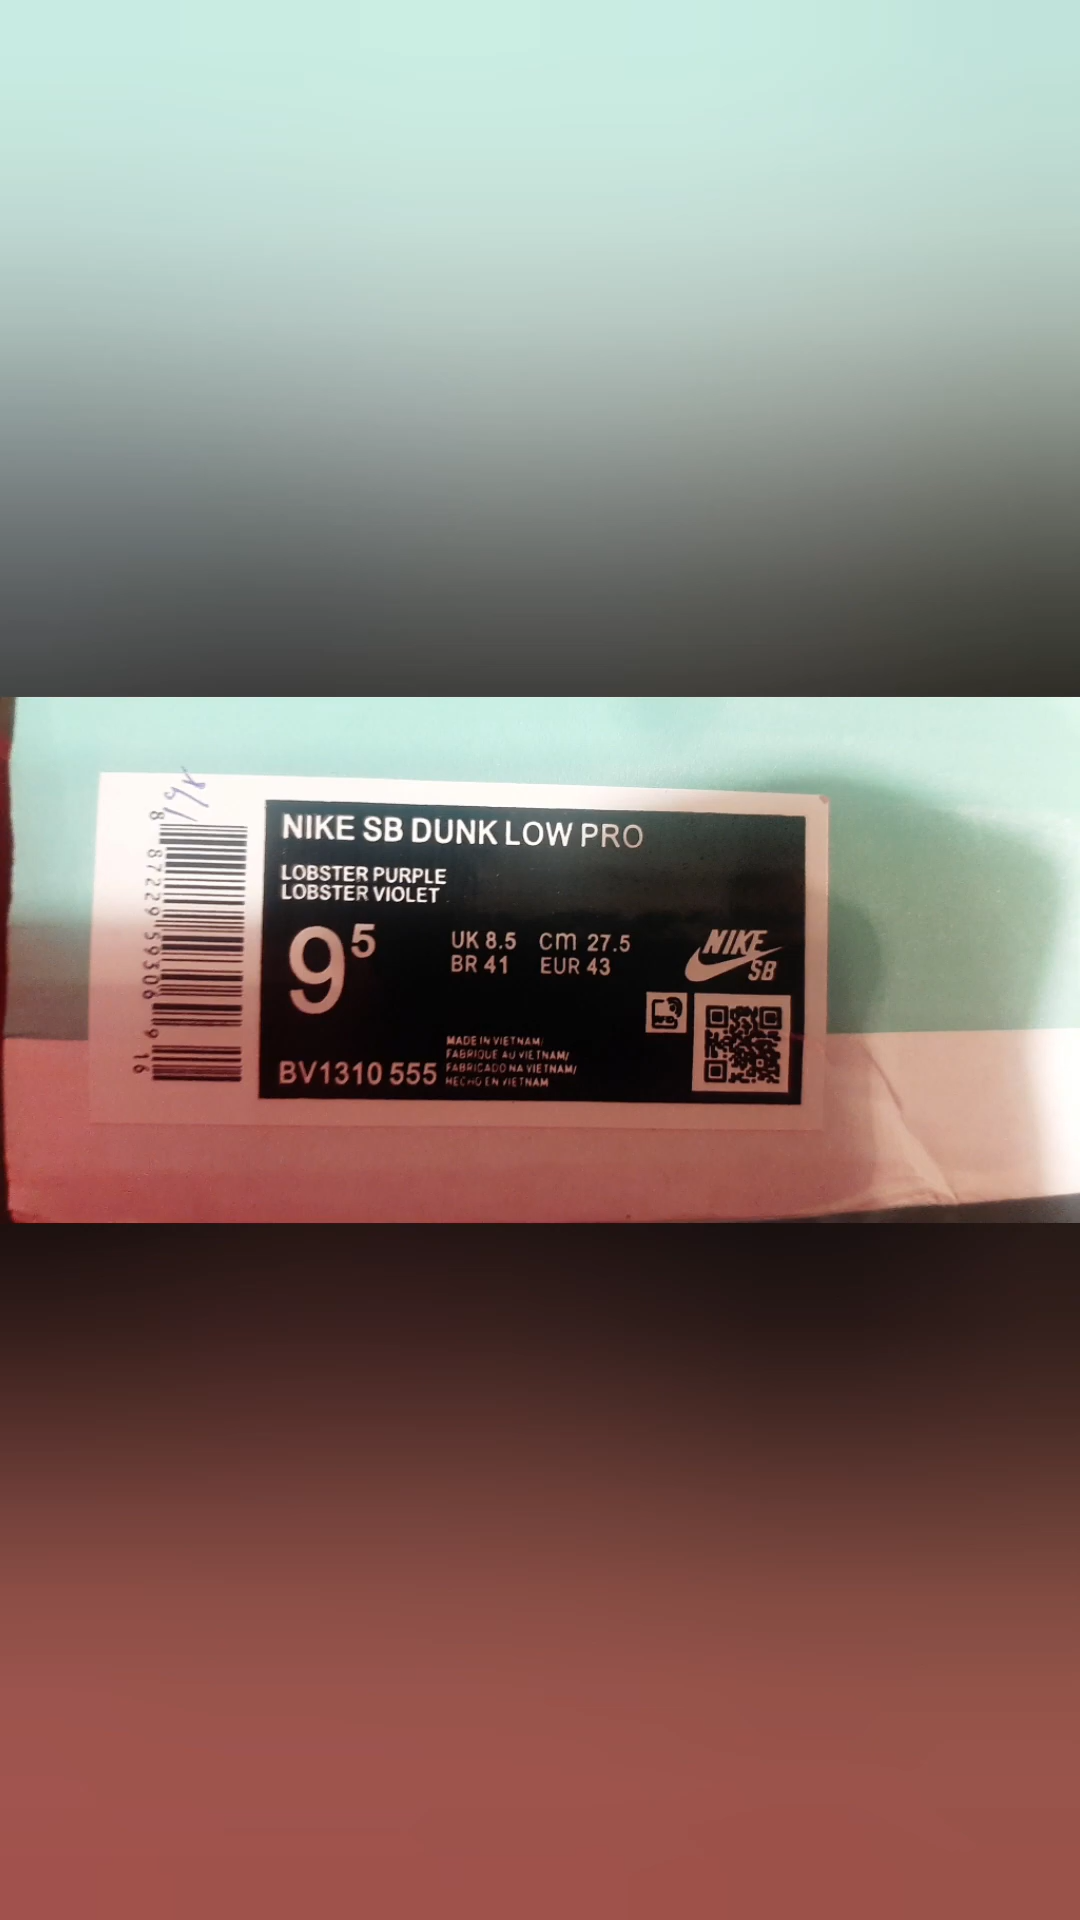 NIKE SB DUNK LOW PRO
LOBSTER PURPLE
LOBSTER VIOLET
9⁵
UK 8.5 cm 27.5
BR 41 EUR 43
NIKE
SB
BV1310 555
MADE IN VIETNAM/
FABRIQUE AU VIETNAM/
FABRICADO NA VIETNAM/
HECHO EN VIETNAM
8 87229 59306 9 16